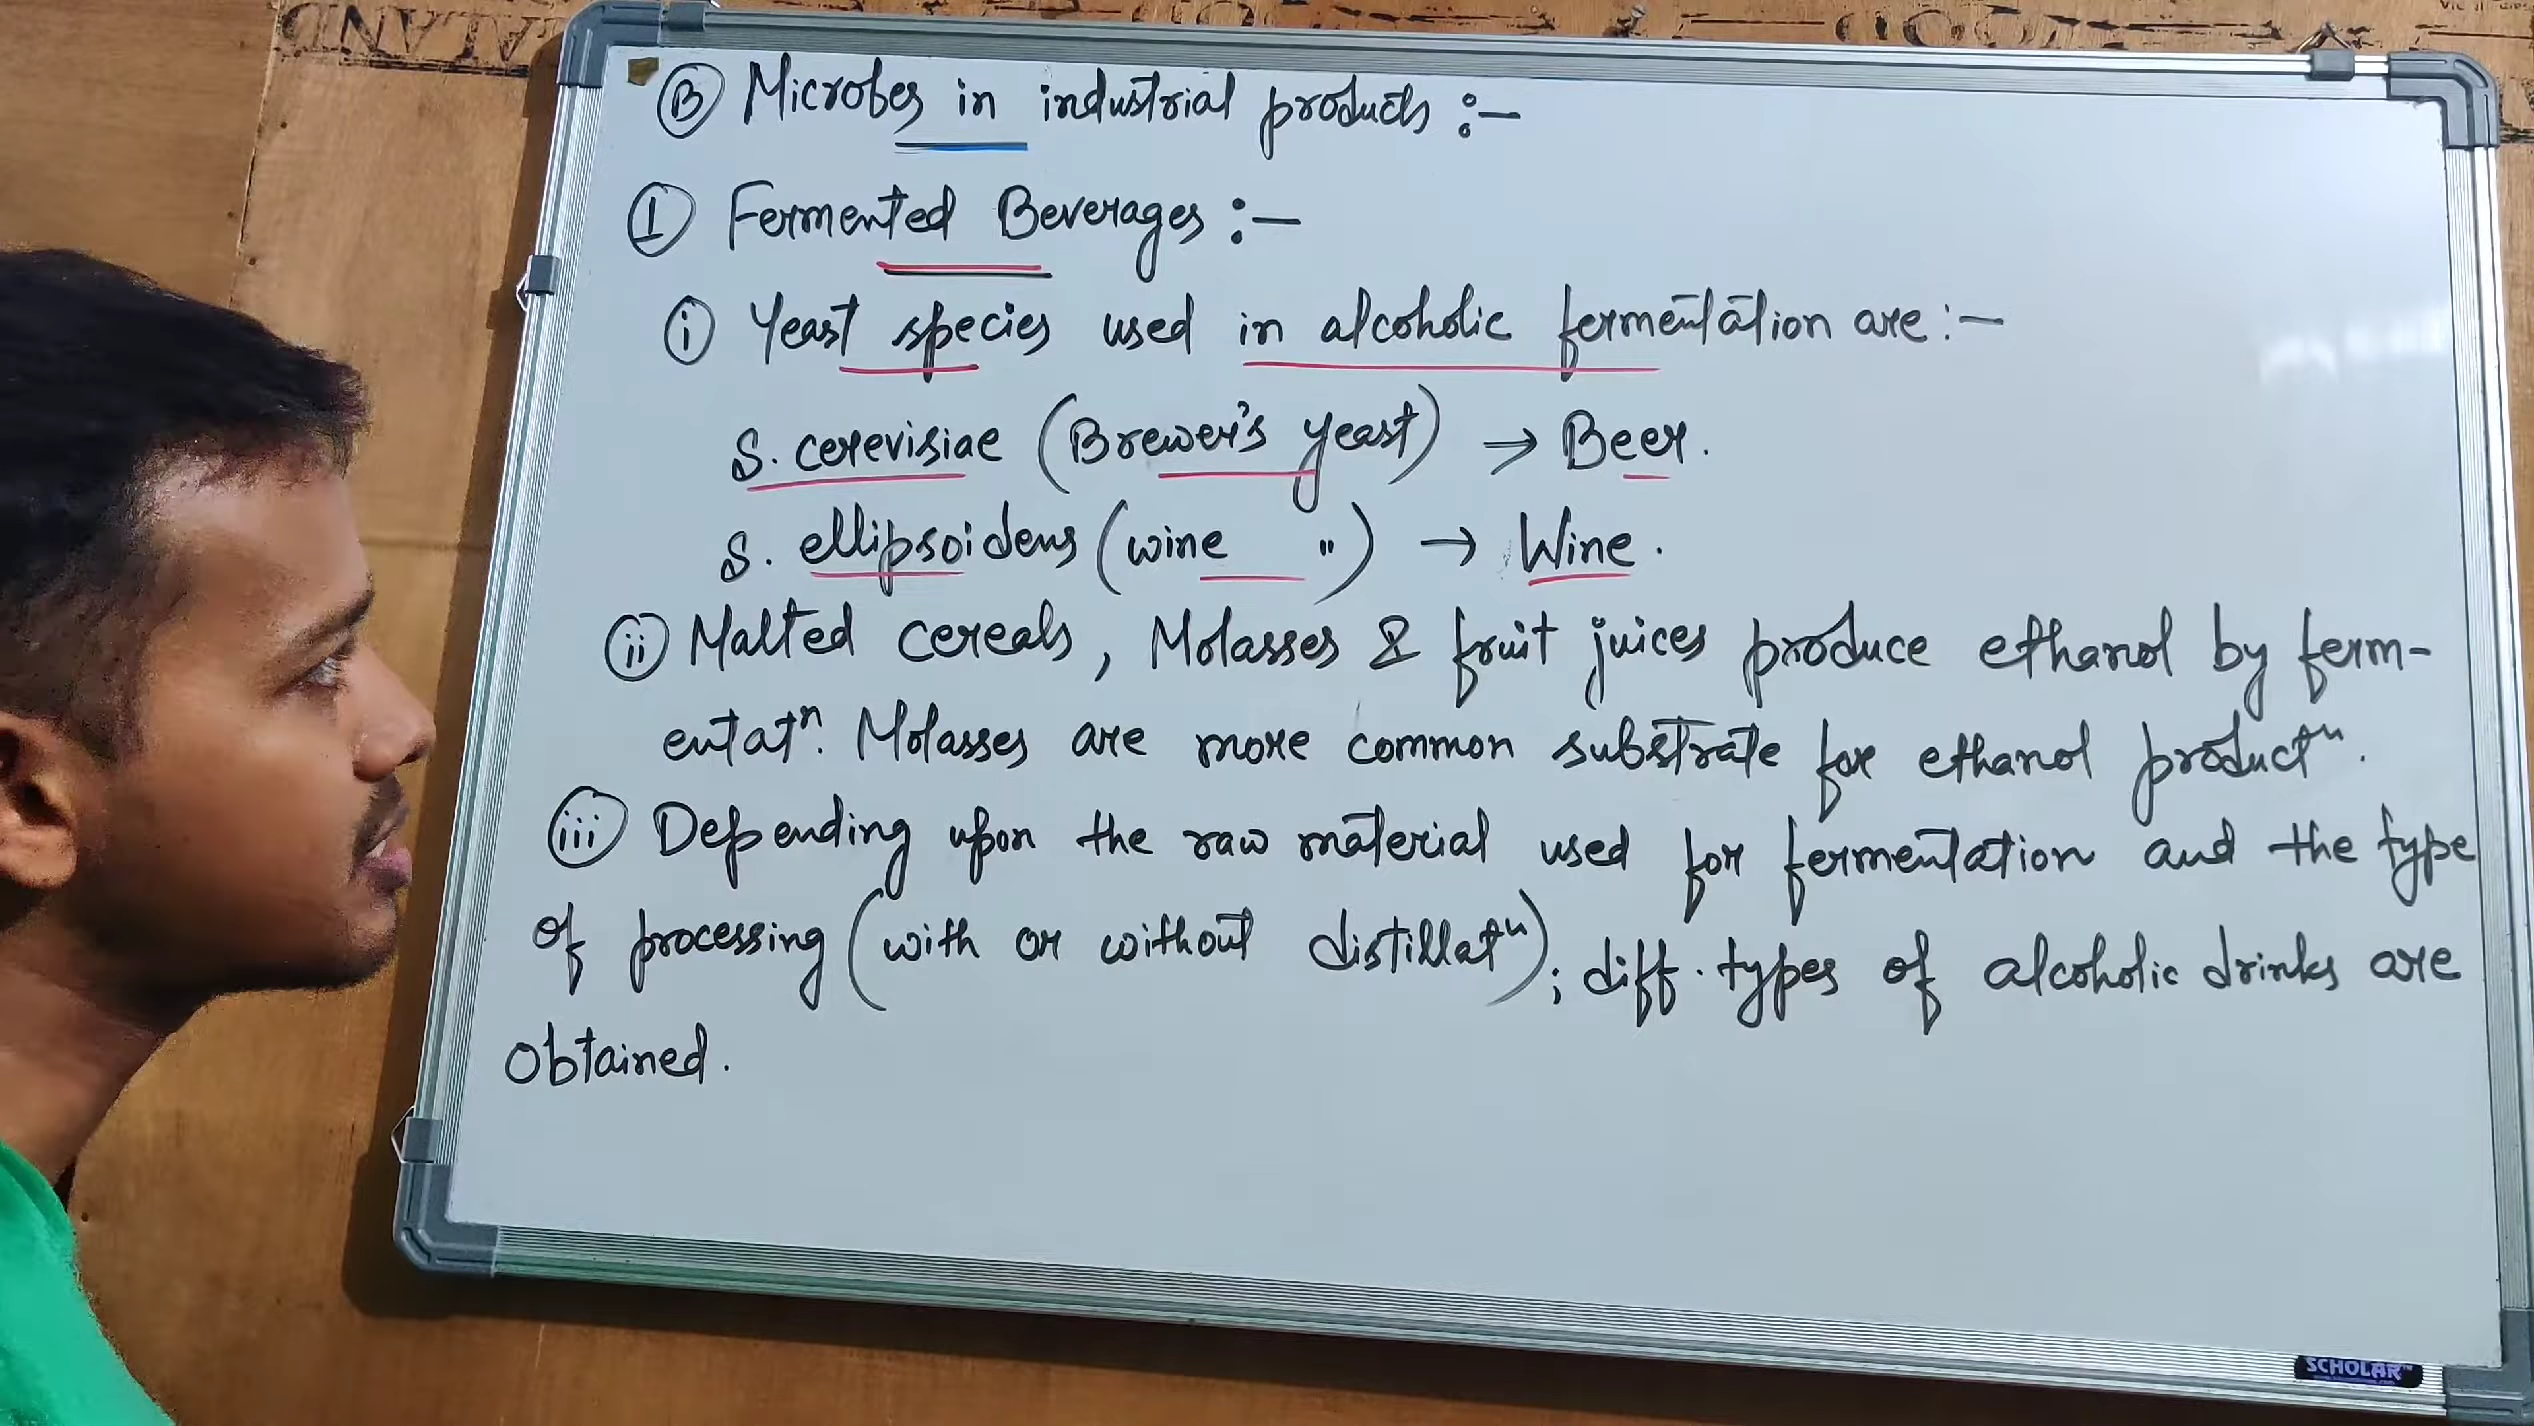 B Microbes in industrial products :-
1 Fermented Beverages :-
i Yeast species used in alcoholic fermentation are :-
S. cerevisiae (Brewer's yeast) → Beer.
S. ellipsoidens (wine ") → Wine.
ii Malted cereals, Molasses & fruit juices produce ethanol by ferm-
entatⁿ. Molasses are more common substrate for ethanol productⁿ.
iii Depending upon the raw material used for fermentation and the type
of processing (with or without distillatⁿ); diff. types of alcoholic drinks are
obtained.
SCHOLAR